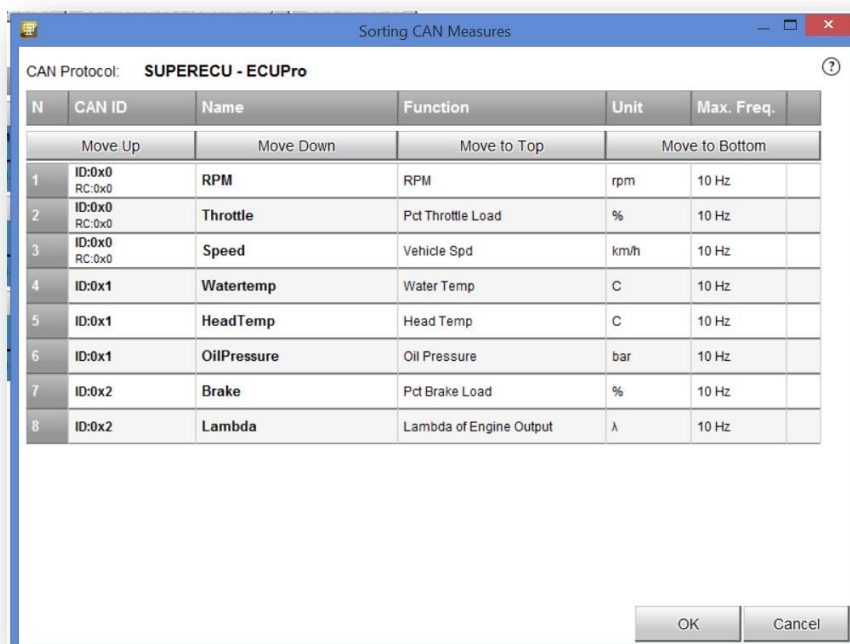 Sorting CAN Measures
CAN Protocol: SUPERECU - ECUPro
N CAN ID Name Function Unit Max. Freq.
Move Up Move Down Move to Top Move to Bottom
1 ID:0x0 RC:0x0 RPM RPM rpm 10 Hz
2 ID:0x0 RC:0x0 Throttle Pct Throttle Load % 10 Hz
3 ID:0x0 RC:0x0 Speed Vehicle Spd km/h 10 Hz
4 ID:0x1 Watertemp Water Temp C 10 Hz
5 ID:0x1 HeadTemp Head Temp C 10 Hz
6 ID:0x1 OilPressure Oil Pressure bar 10 Hz
7 ID:0x2 Brake Pct Brake Load % 10 Hz
8 ID:0x2 Lambda Lambda of Engine Output λ 10 Hz
OK Cancel